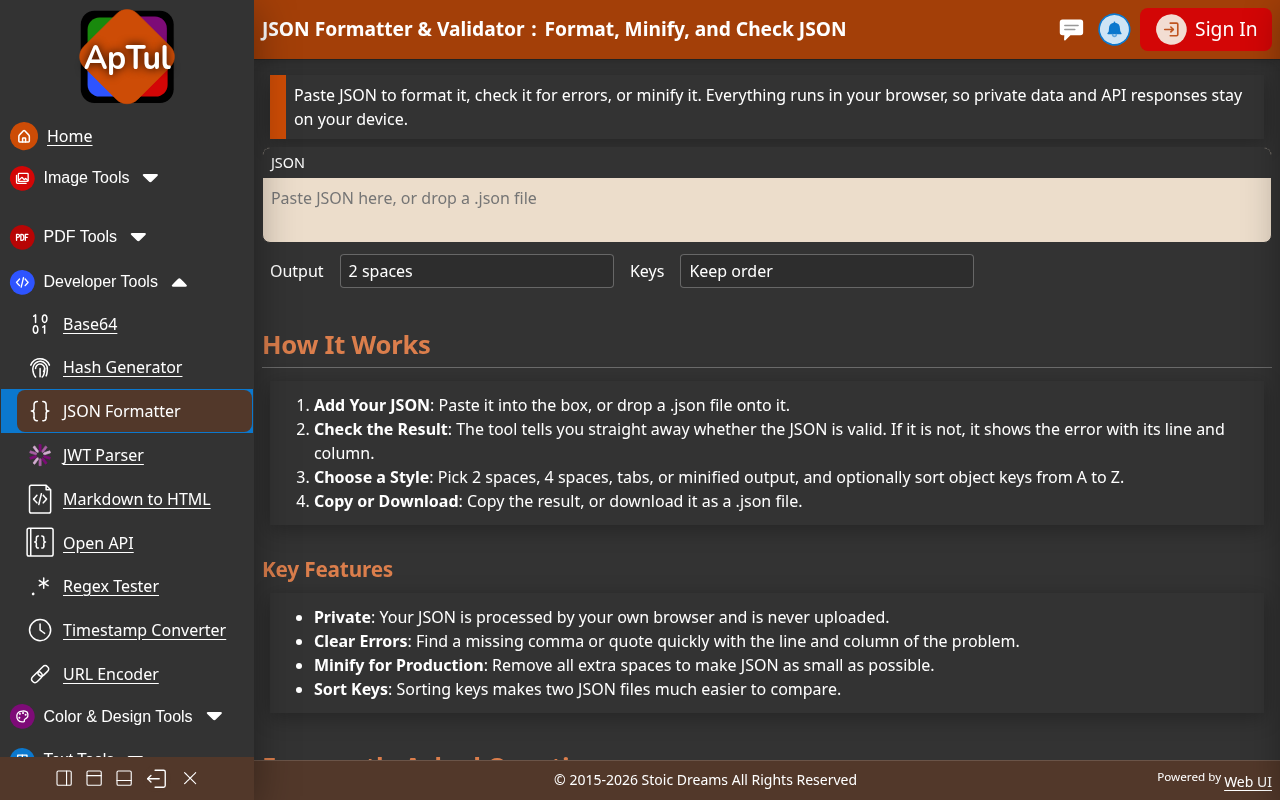 ApTul
Home
Image Tools
PDF
PDF Tools
Developer Tools
Base64
Hash Generator
JSON Formatter
JWT Parser
Markdown to HTML
Open API
Regex Tester
Timestamp Converter
URL Encoder
Color & Design Tools
JSON Formatter & Validator : Format, Minify, and Check JSON
Sign In
Paste JSON to format it, check it for errors, or minify it. Everything runs in your browser, so private data and API responses stay
on your device.
JSON
Paste JSON here, or drop a .json file
Output 2 spaces Keys Keep order
How It Works
1. Add Your JSON: Paste it into the box, or drop a .json file onto it.
2. Check the Result: The tool tells you straight away whether the JSON is valid. If it is not, it shows the error with its line and
column.
3. Choose a Style: Pick 2 spaces, 4 spaces, tabs, or minified output, and optionally sort object keys from A to Z.
4. Copy or Download: Copy the result, or download it as a .json file.
Key Features
• Private: Your JSON is processed by your own browser and is never uploaded.
• Clear Errors: Find a missing comma or quote quickly with the line and column of the problem.
• Minify for Production: Remove all extra spaces to make JSON as small as possible.
• Sort Keys: Sorting keys makes two JSON files much easier to compare.
© 2015-2026 Stoic Dreams All Rights Reserved
Powered by Web UI